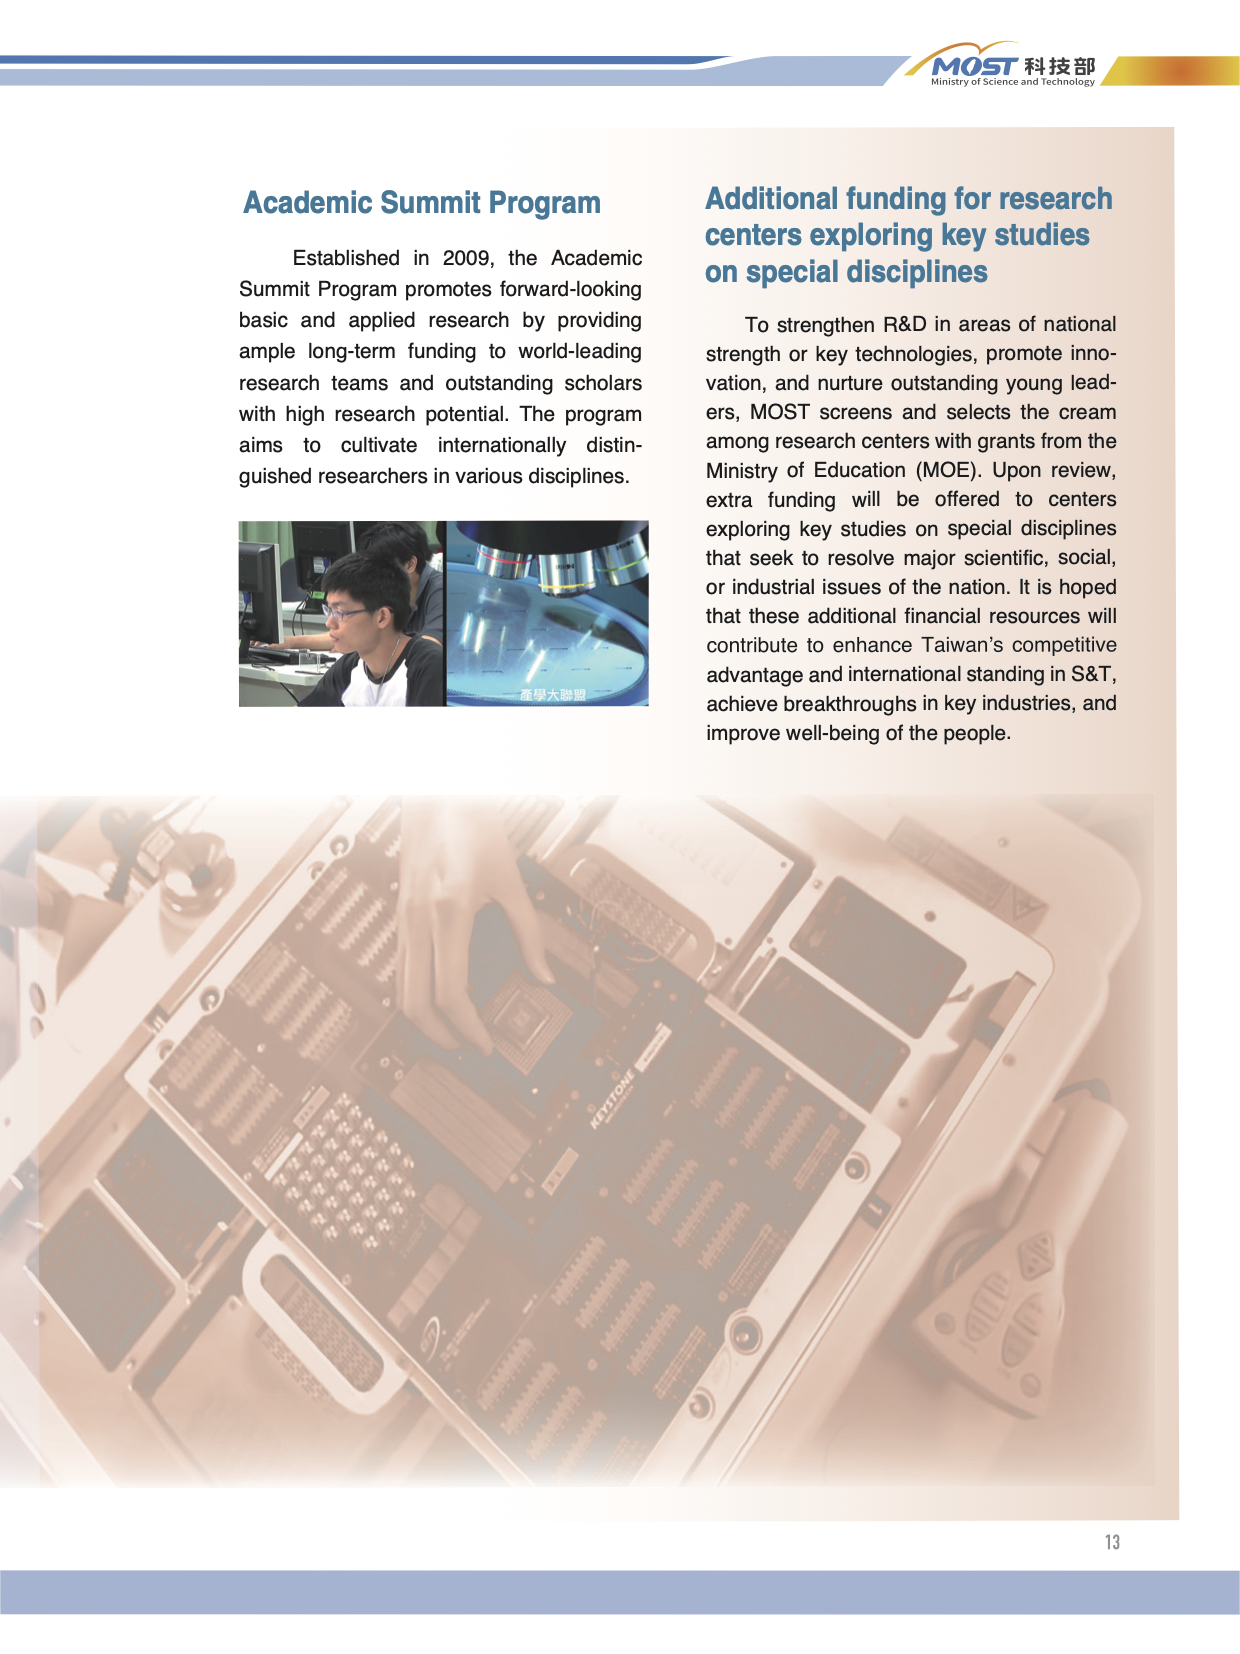 MOST 科技部
Ministry of Science and Technology
Academic Summit Program
Established in 2009, the Academic
Summit Program promotes forward-looking
basic and applied research by providing
ample long-term funding to world-leading
research teams and outstanding scholars
with high research potential. The program
aims to cultivate internationally distin-
guished researchers in various disciplines.
產學大聯盟
Additional funding for research
centers exploring key studies
on special disciplines
To strengthen R&D in areas of national
strength or key technologies, promote inno-
vation, and nurture outstanding young lead-
ers, MOST screens and selects the cream
among research centers with grants from the
Ministry of Education (MOE). Upon review,
extra funding will be offered to centers
exploring key studies on special disciplines
that seek to resolve major scientific, social,
or industrial issues of the nation. It is hoped
that these additional financial resources will
contribute to enhance Taiwan’s competitive
advantage and international standing in S&T,
achieve breakthroughs in key industries, and
improve well-being of the people.
KEYSTONE
13